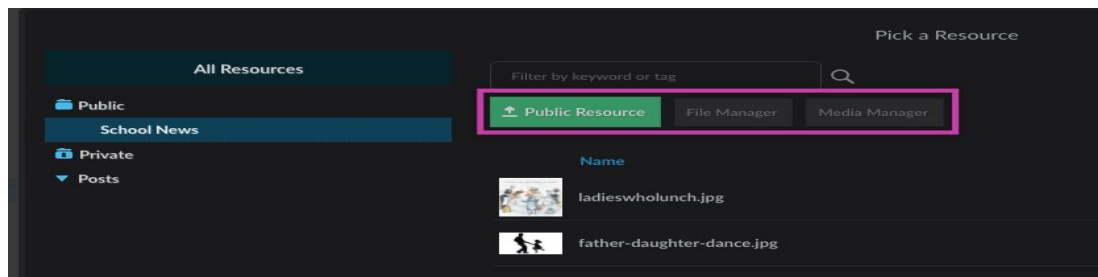 Pick a Resource
All Resources
Filter by keyword or tag
Public
Public Resource File Manager Media Manager
School News
Private
Name
Posts
ladieswholunch.jpg
father-daughter-dance.jpg